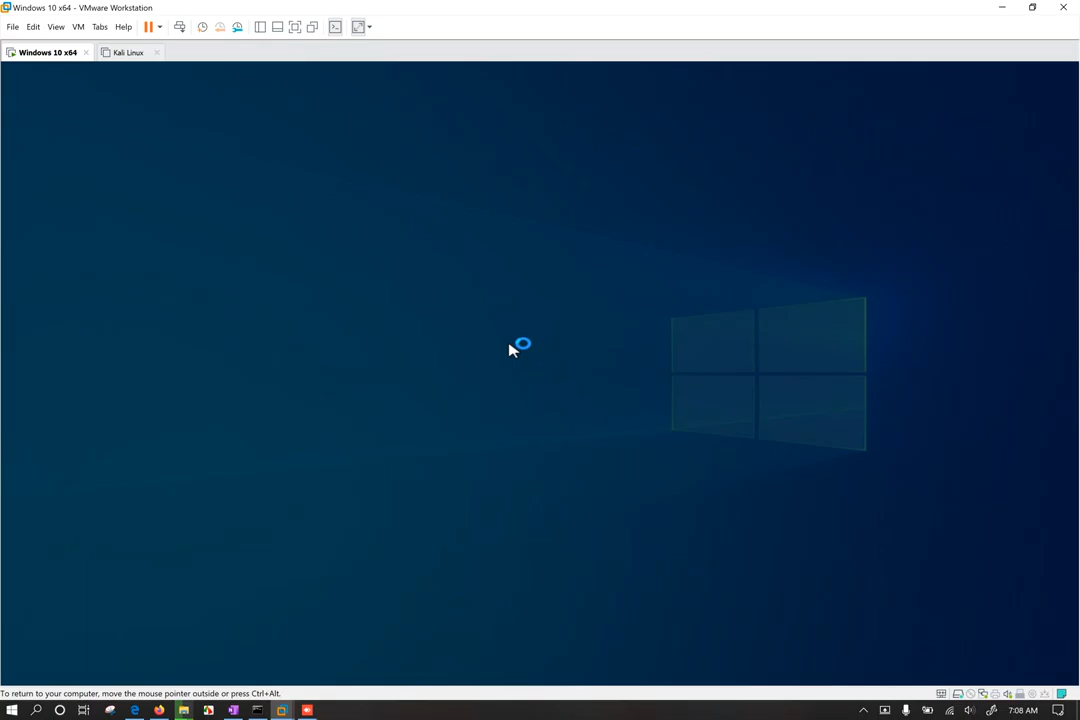 Windows 10 x64 - VMware Workstation
File Edit View VM Tabs Help
Windows 10 x64
Kali Linux
To return to your computer, move the mouse pointer outside or press Ctrl+Alt.
7:08 AM